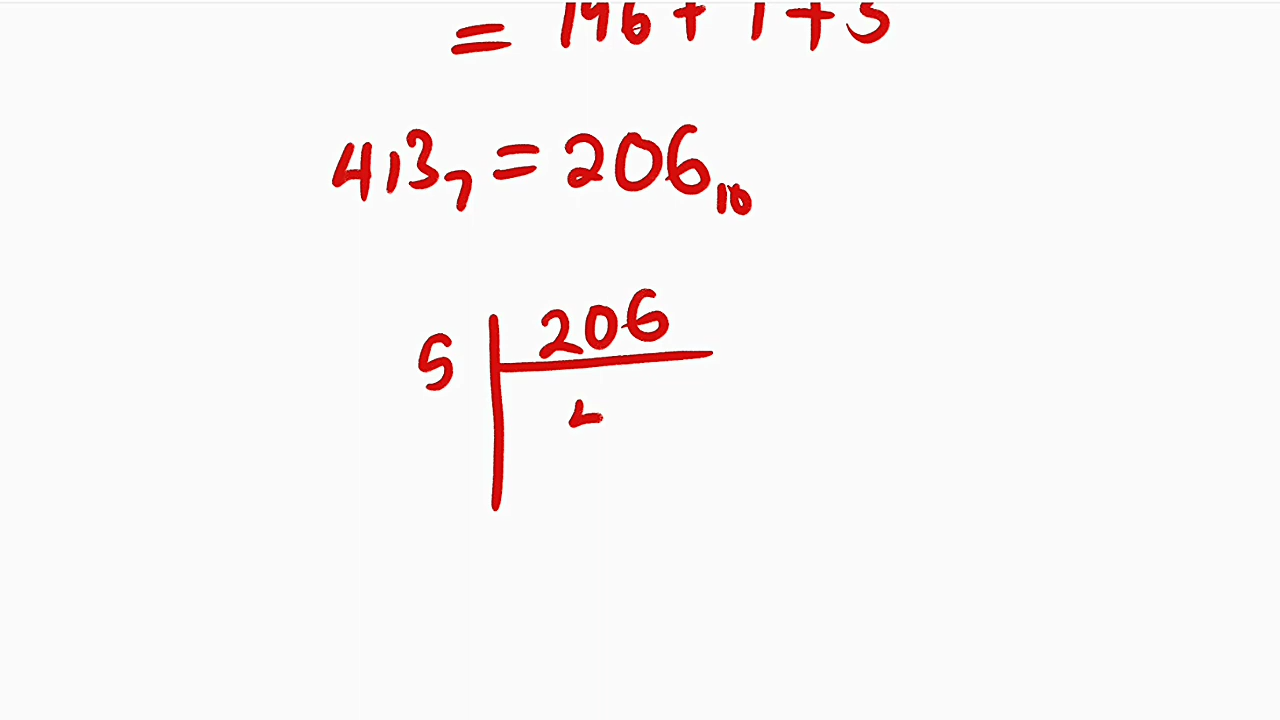 = 196 + 7 + 3
413₇ = 206₁₀
5 | 206